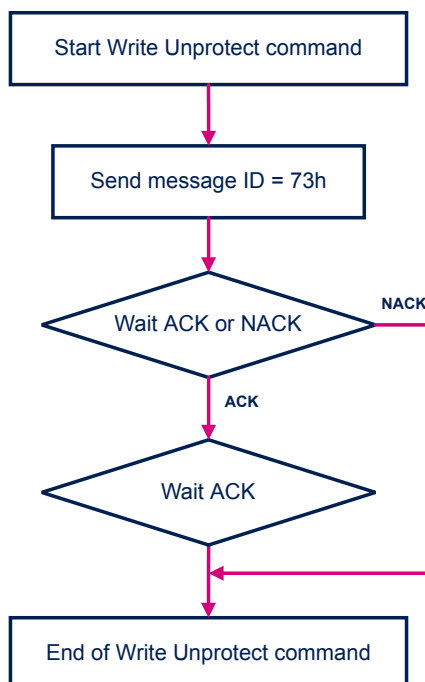 Start Write Unprotect command
Send message ID = 73h
Wait ACK or NACK
NACK
ACK
Wait ACK
End of Write Unprotect command